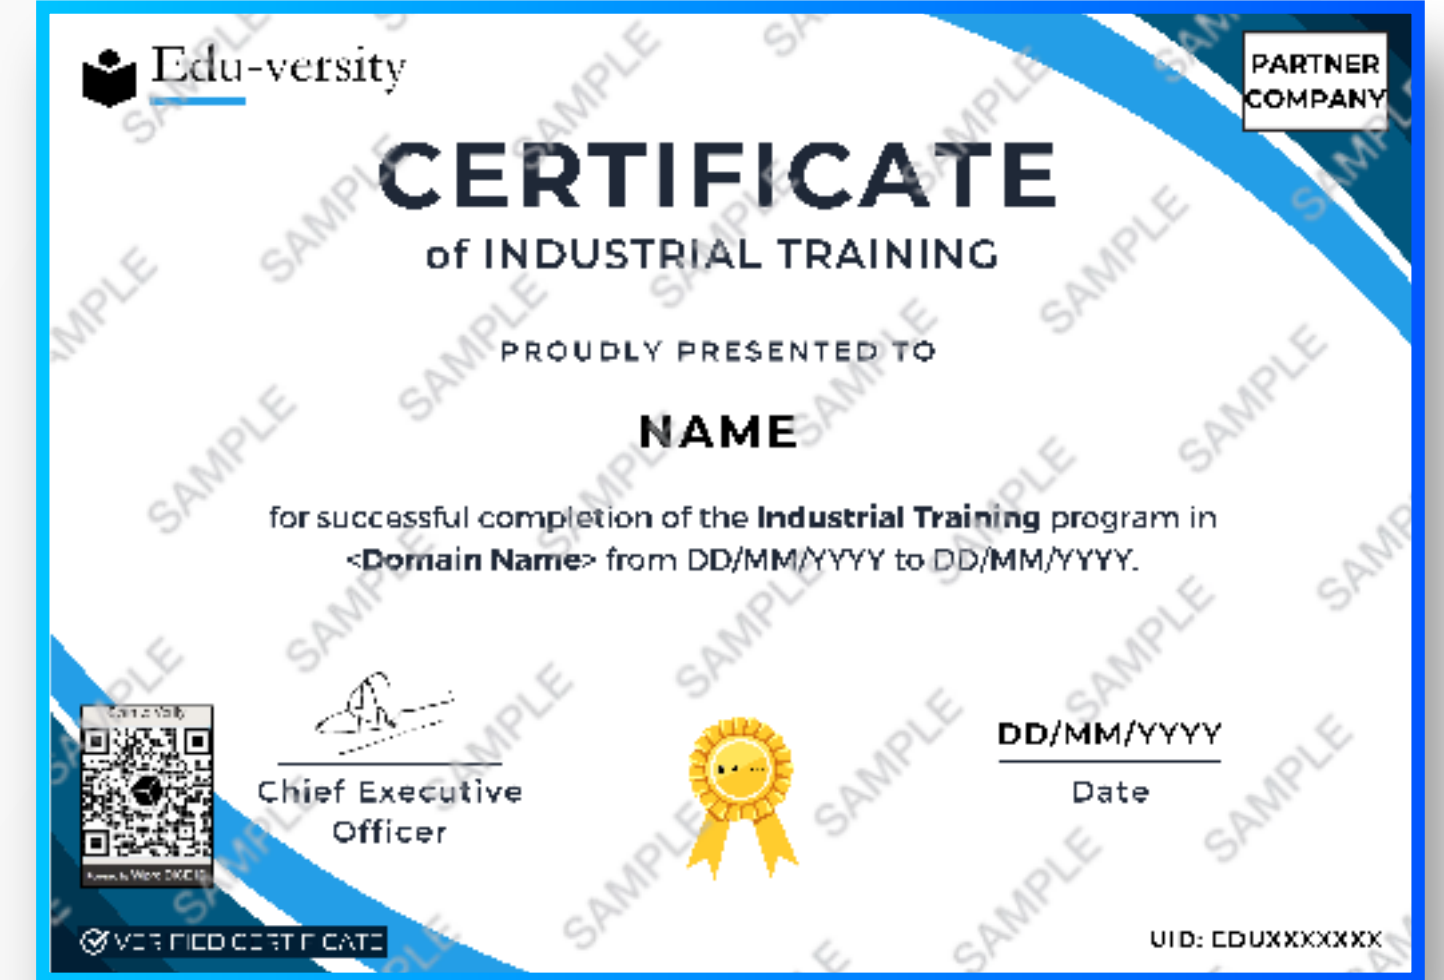 Edu-versity
PARTNER
COMPANY
CERTIFICATE
of INDUSTRIAL TRAINING
PROUDLY PRESENTED TO
NAME
for successful completion of the Industrial Training program in
<Domain Name> from DD/MM/YYYY to DD/MM/YYYY.
Chief Executive
Officer
DD/MM/YYYY
Date
VERIFIED CERTIFICATE
UID: EDUXXXXXXX
SAMPLE